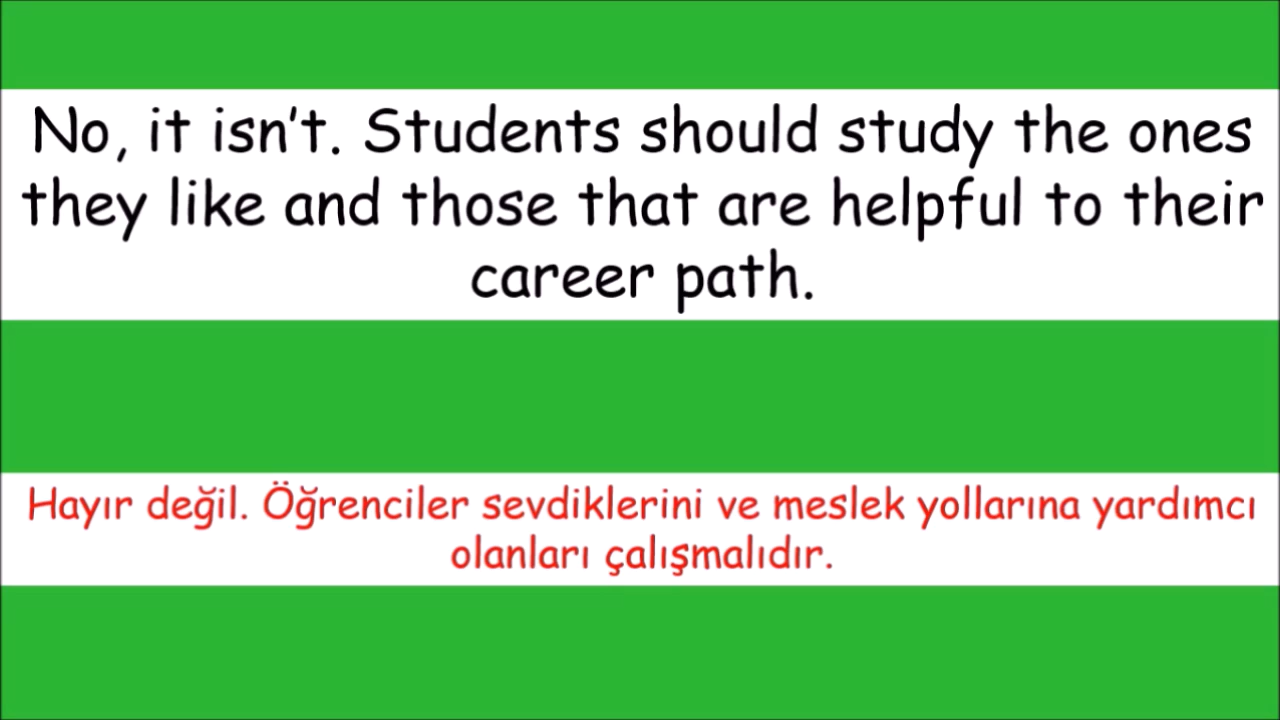 No, it isn’t. Students should study the ones
they like and those that are helpful to their
career path.
Hayır değil. Öğrenciler sevdiklerini ve meslek yollarına yardımcı
olanları çalışmalıdır.